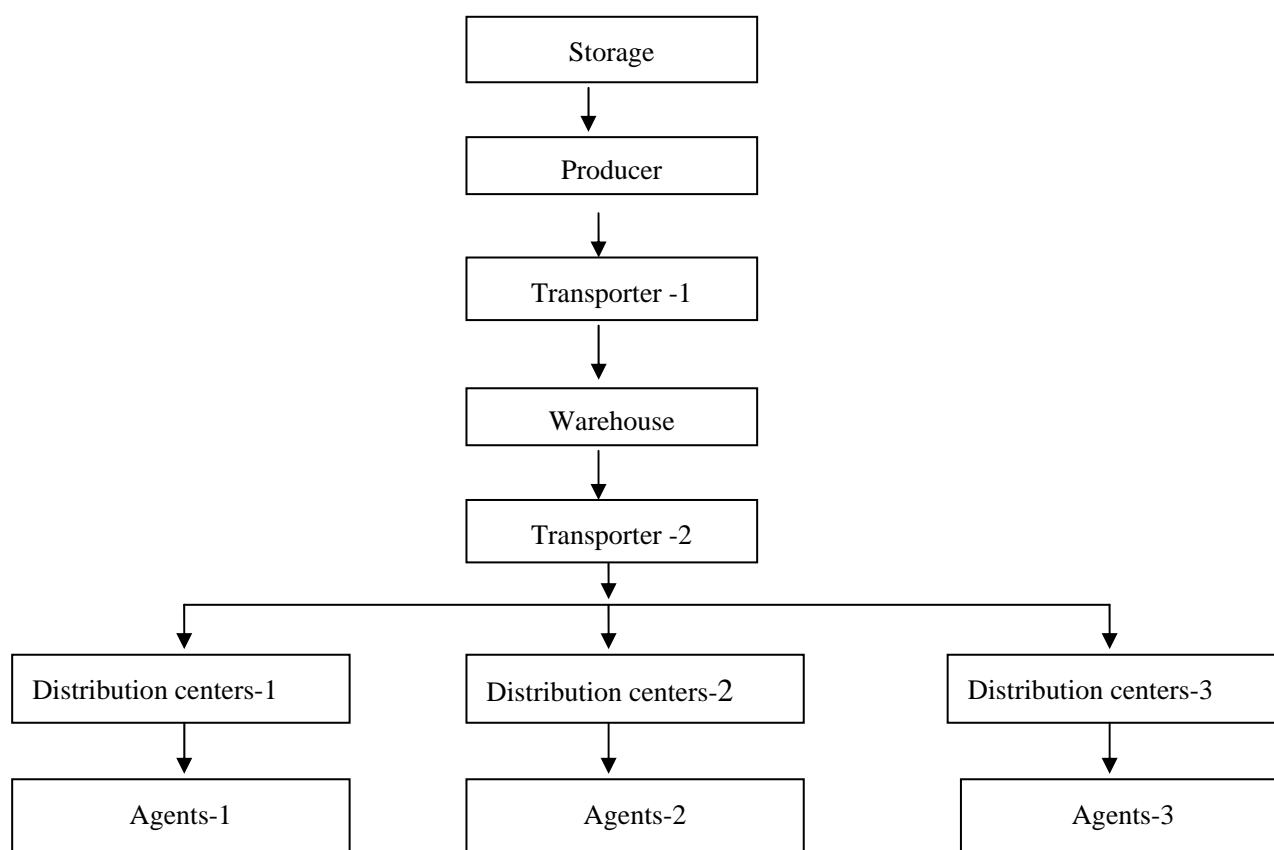 Storage
Producer
Transporter -1
Warehouse
Transporter -2
Distribution centers-1
Distribution centers-2
Distribution centers-3
Agents-1
Agents-2
Agents-3